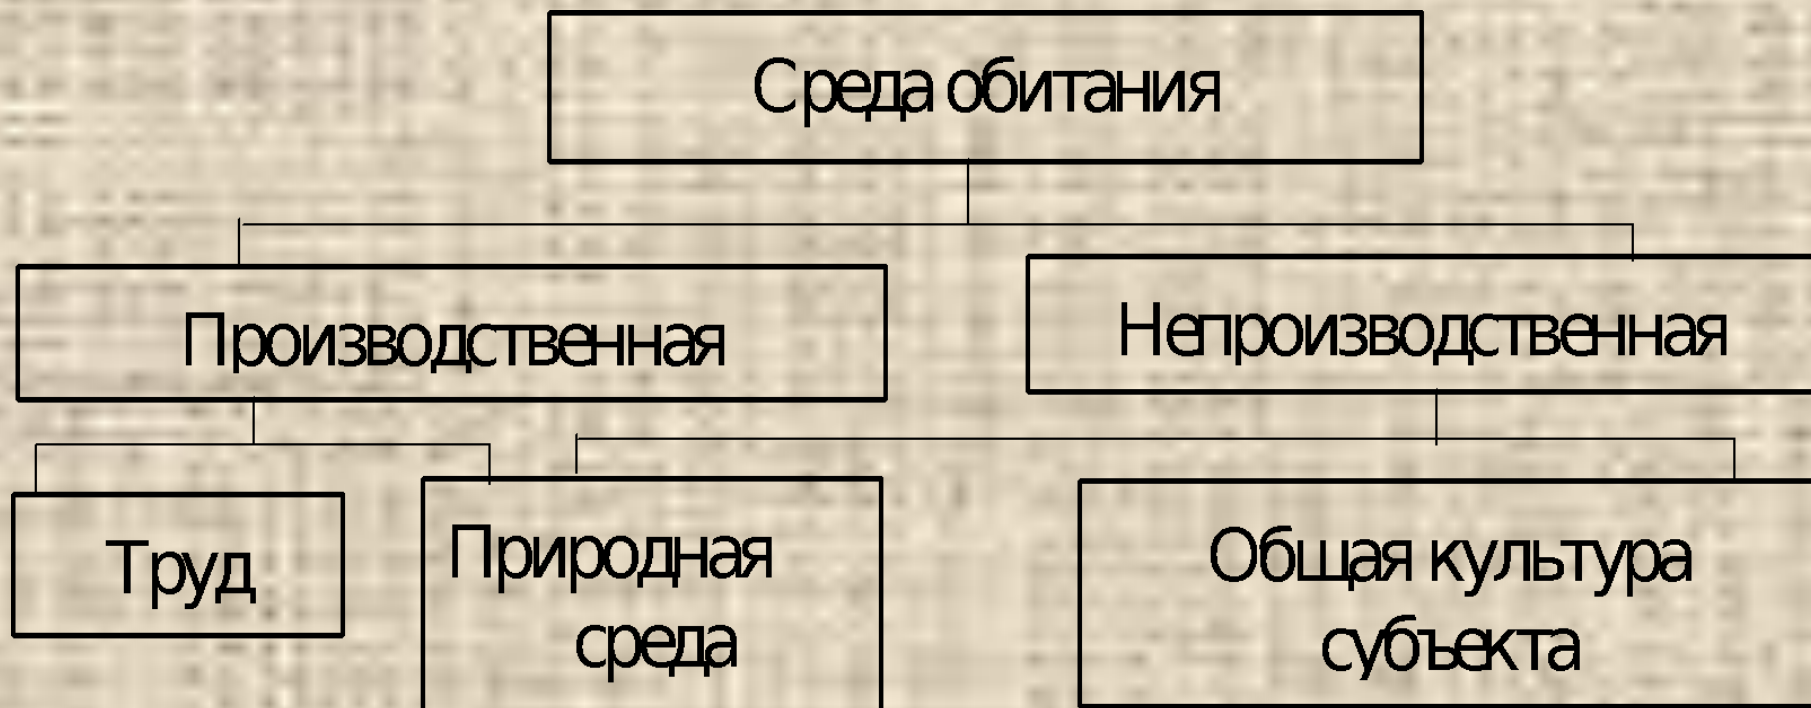 Среда обитания
Производственная
Непроизводственная
Труд
Природная
среда
Общая культура
субъекта